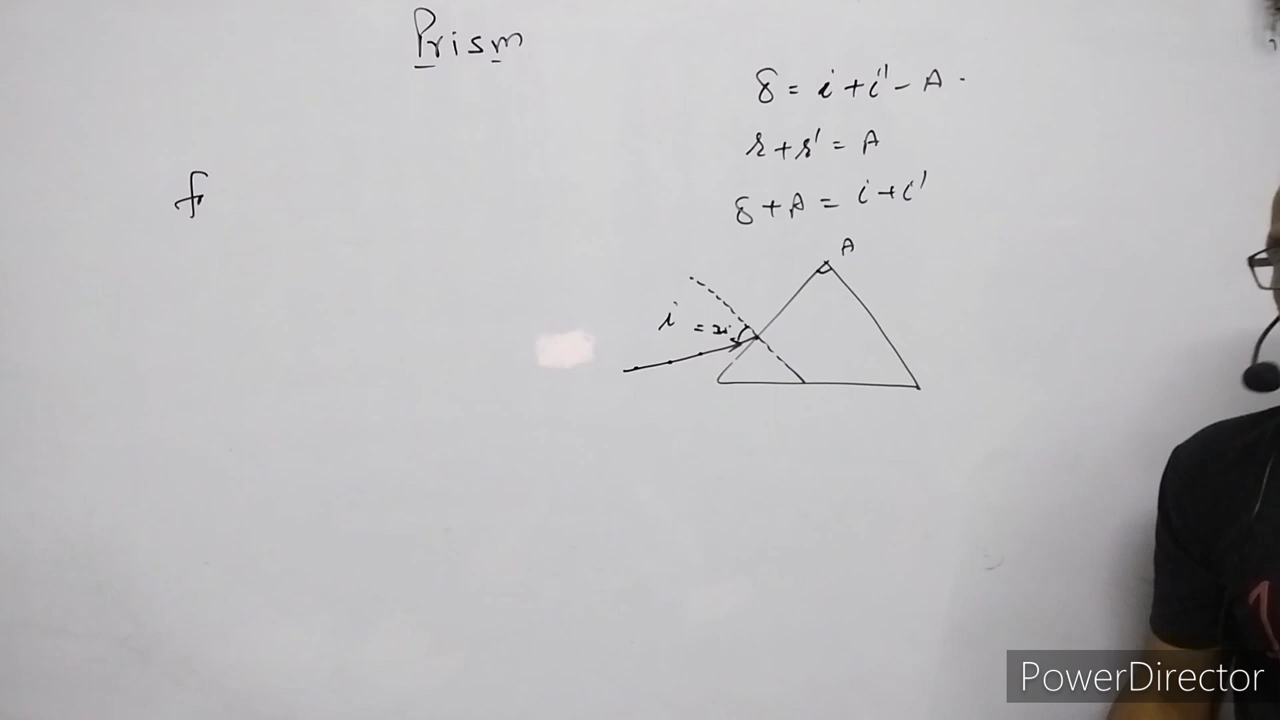 Prism
δ = i + i' - A
r + r' = A
δ + A = i + i'
A
i
PowerDirector